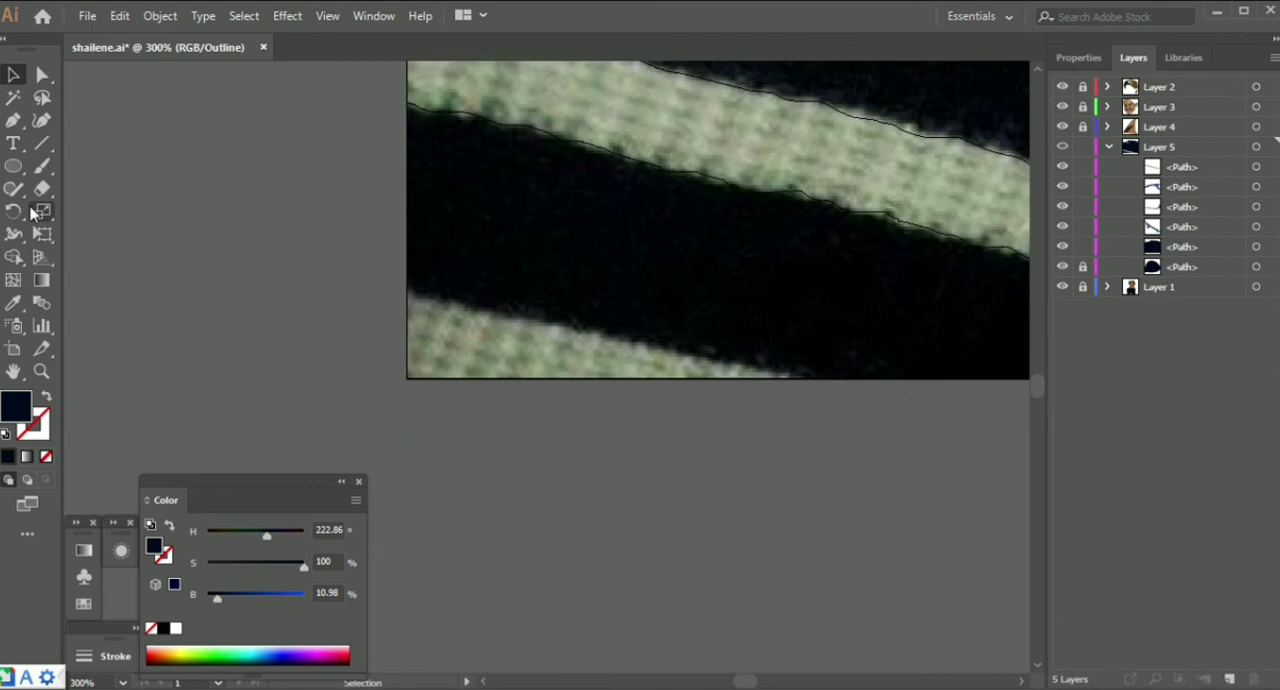 Ai File Edit Object Type Select Effect View Window Help Essentials Search Adobe Stock
shailene.ai* @ 300% (RGB/Outline)
Properties Layers Libraries
Layer 2
Layer 3
Layer 4
Layer 5
<Path>
<Path>
<Path>
<Path>
<Path>
<Path>
Layer 1
Color
H 222.86 °
S 100 %
B 10.98 %
Stroke
A
300% 1 Selection
5 Layers